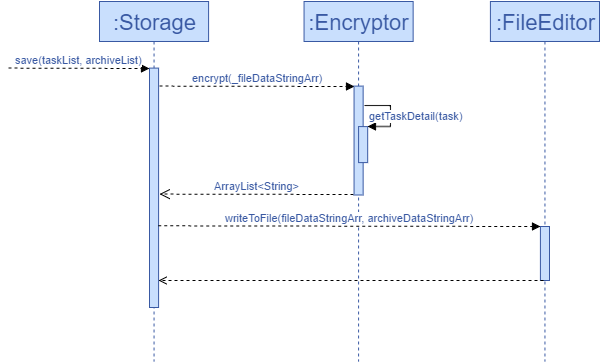 :Storage
:Encryptor
:FileEditor
save(taskList, archiveList)
encrypt(_fileDataStringArr)
getTaskDetail(task)
ArrayList<String>
writeToFile(fileDataStringArr, archiveDataStringArr)